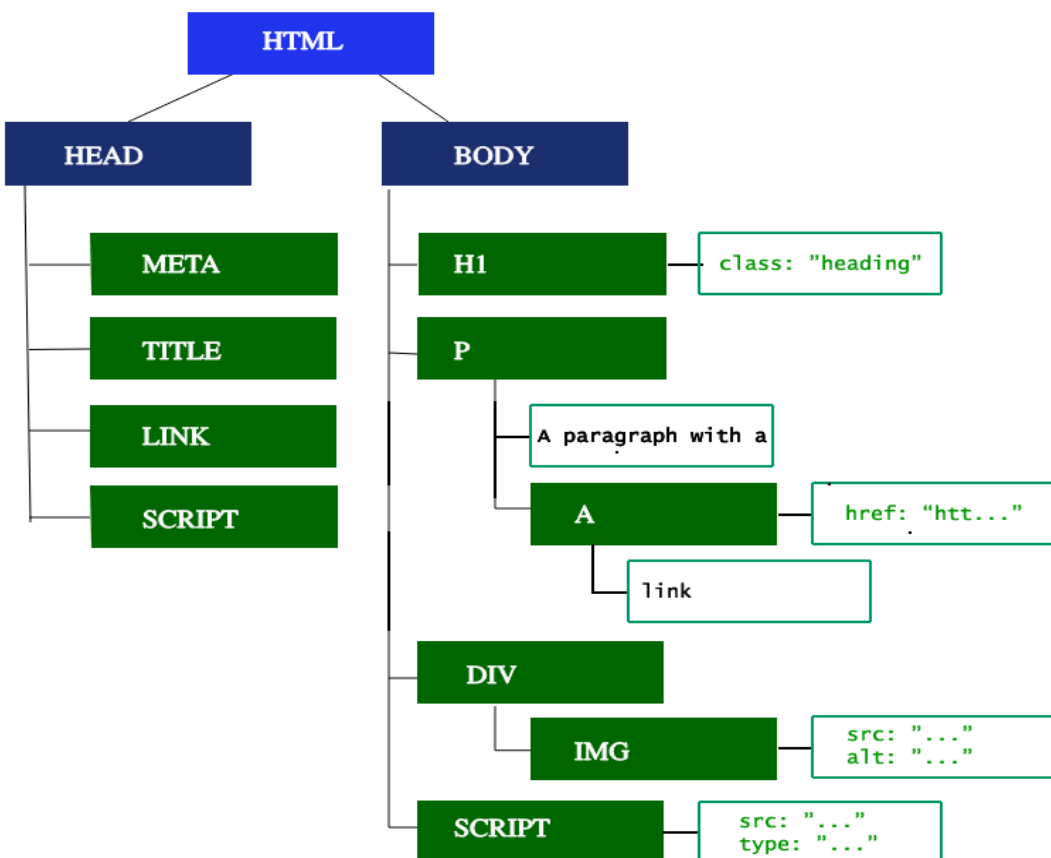 HTML
HEAD
BODY
META
H1
class: ”heading”
TITLE
P
LINK
A paragraph with a
SCRIPT
A
href: “htt...”
link
DIV
IMG
src: ”...”
alt: ”...”
SCRIPT
src: ”...”
type: ”...”